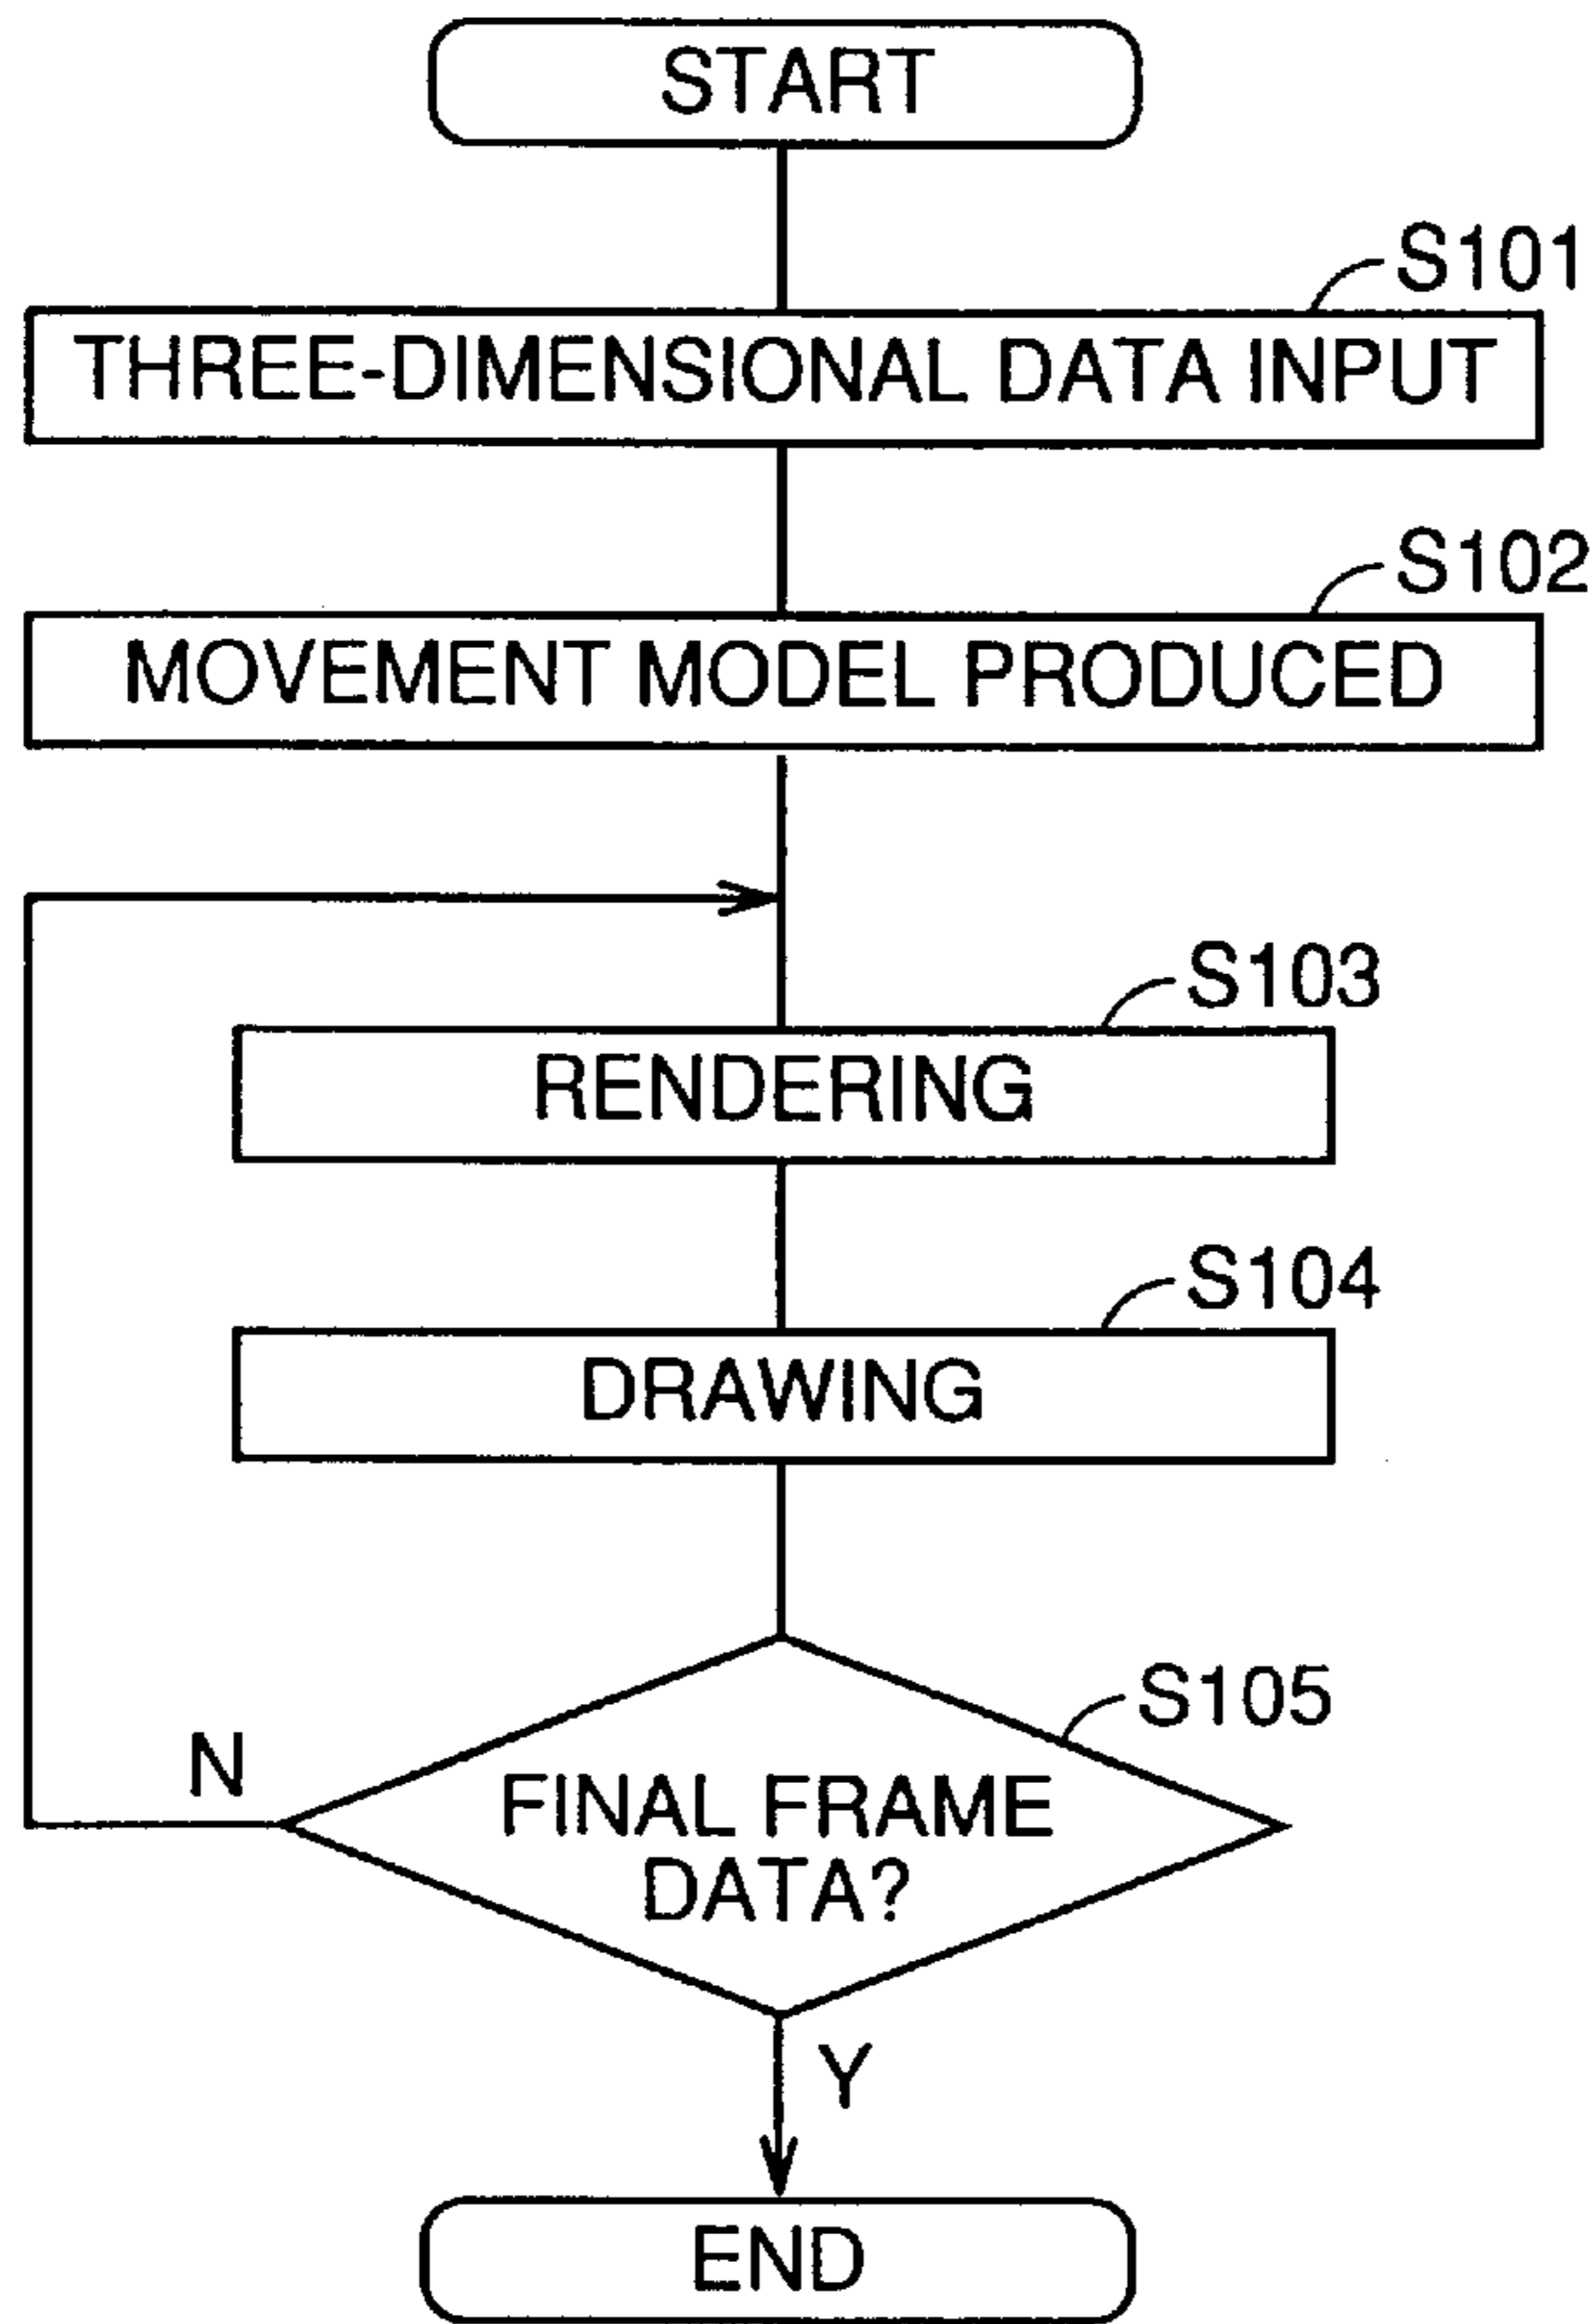 START
S101
THREE-DIMENSIONAL DATA INPUT
S102
MOVEMENT MODEL PRODUCED
S103
RENDERING
S104
DRAWING
S105
N
FINAL FRAME
DATA?
Y
END